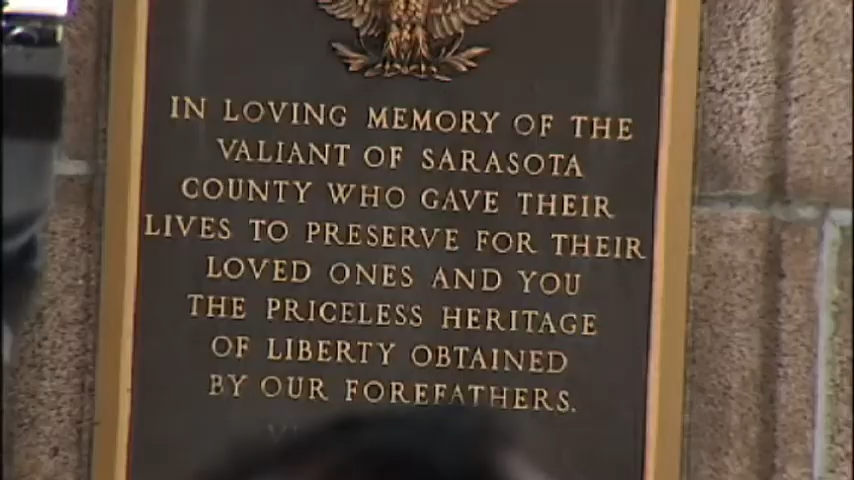 IN LOVING MEMORY OF THE
VALIANT OF SARASOTA
COUNTY WHO GAVE THEIR
LIVES TO PRESERVE FOR THEIR
LOVED ONES AND YOU
THE PRICELESS HERITAGE
OF LIBERTY OBTAINED
BY OUR FOREFATHERS.